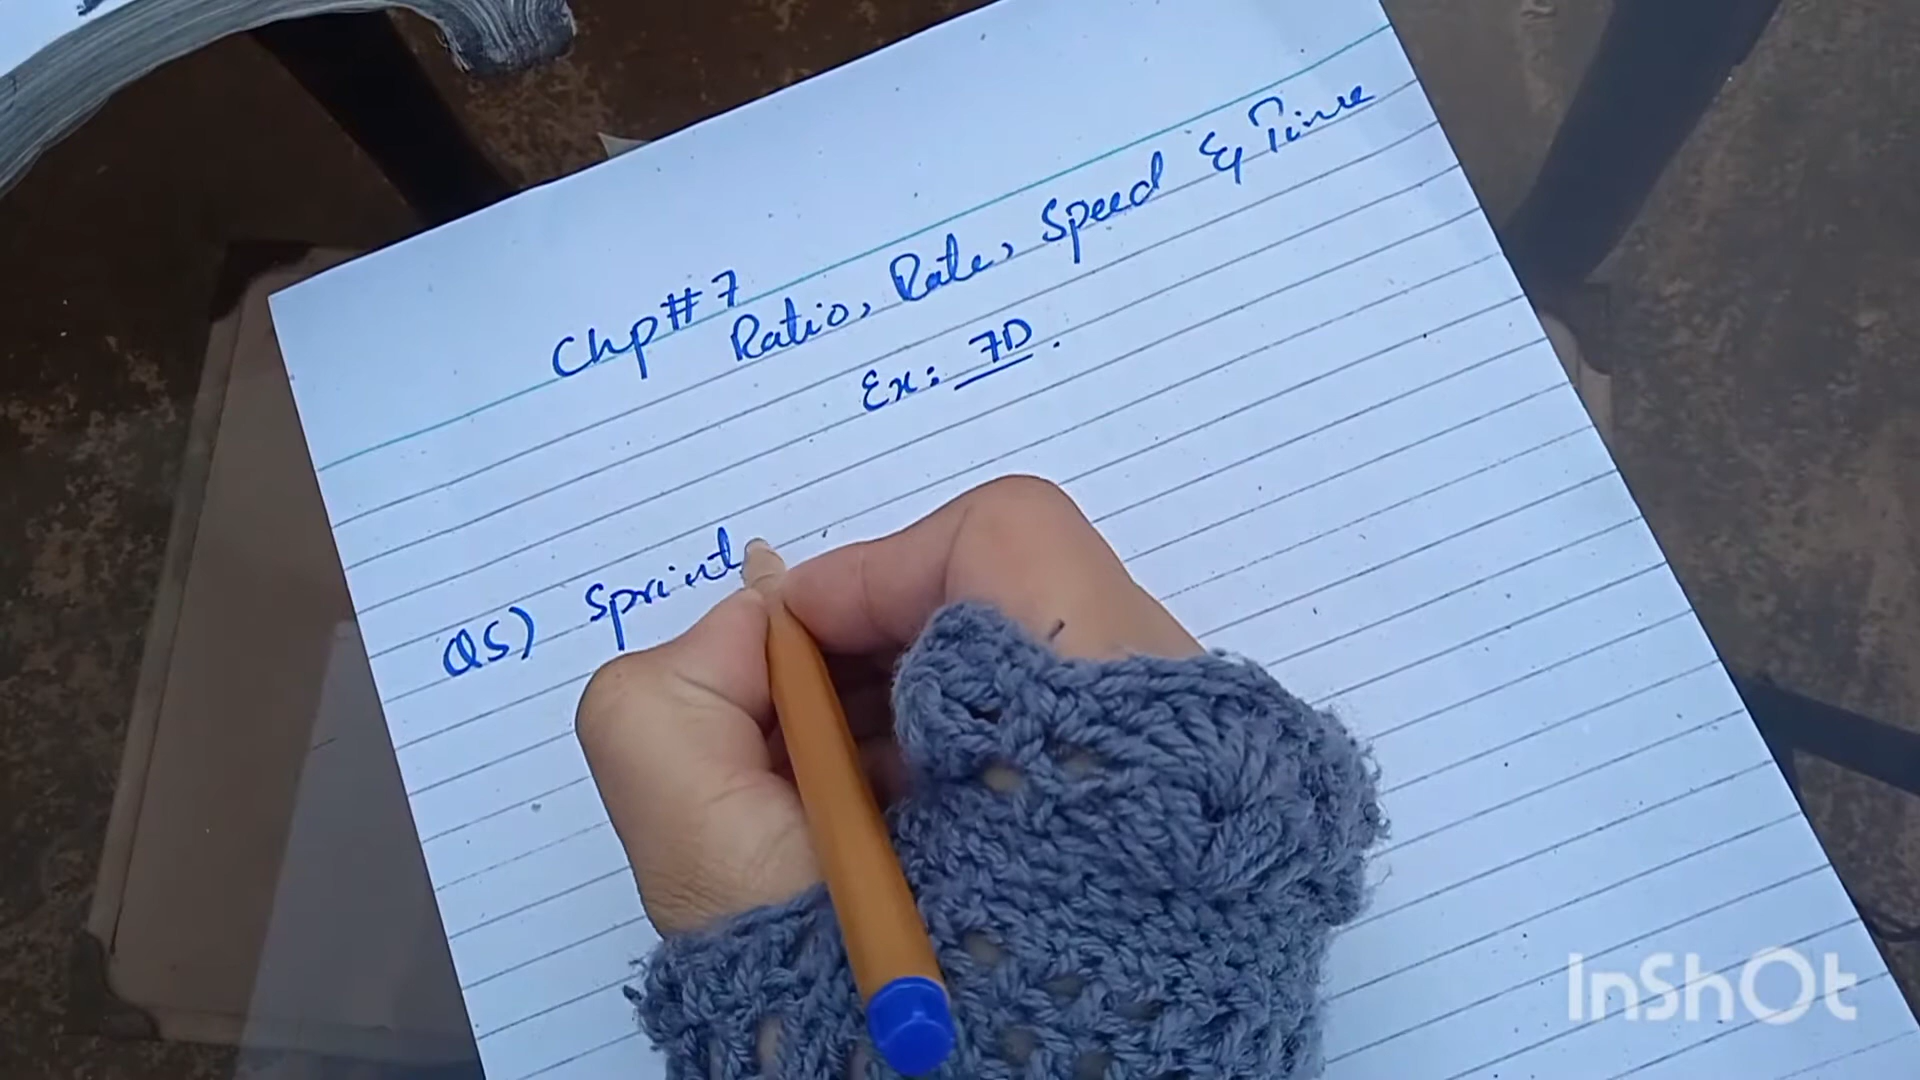 Chp#7
Ratio, Rate, Speed & Time
Ex: 7D.
Q5) Sprint
InShOt